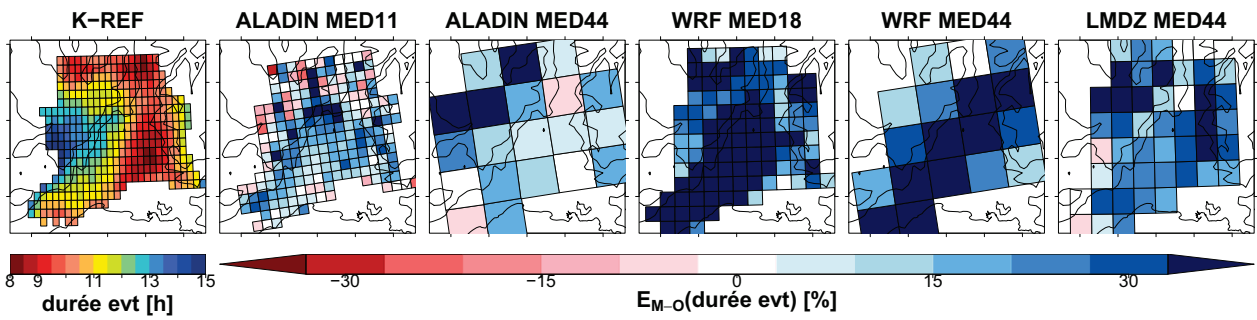 K-REF ALADIN MED11 ALADIN MED44 WRF MED18 WRF MED44 LMDZ MED44
8 9 11 13 15 −30 −15 0 15 30
durée evt [h] E_M−O(durée evt) [%]